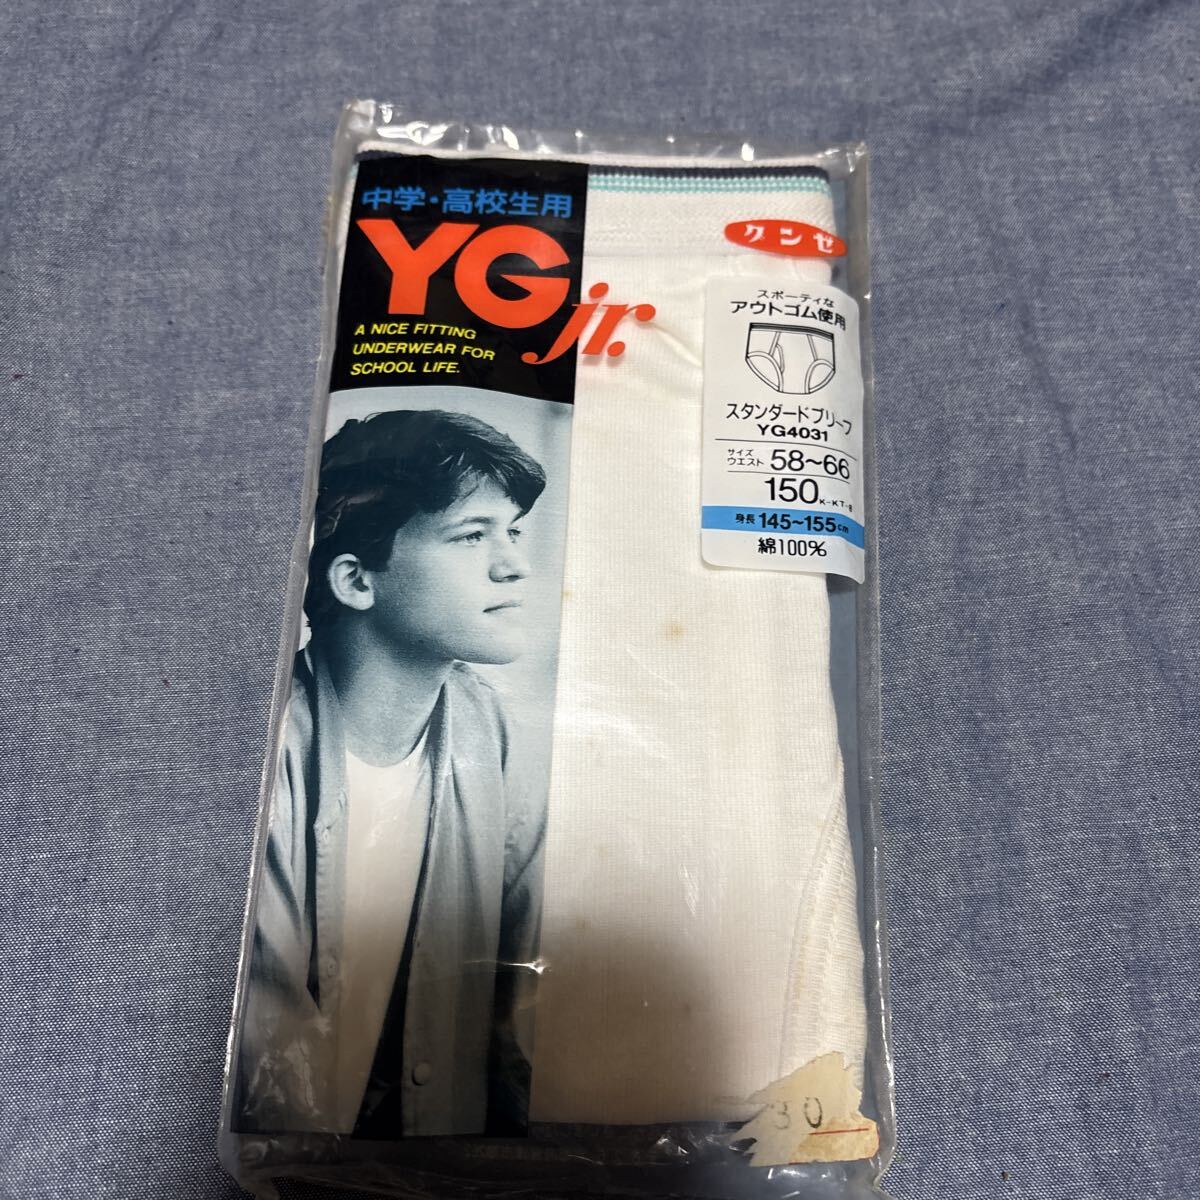 中学・高校生用
YG jr.
A NICE FITTING
UNDERWEAR FOR
SCHOOL LIFE.
グンゼ
スポーティな
アウトゴム使用
スタンダードブリーフ
YG4031
サイズ
ウエスト 58~66
150 K-KT-B
身長 145~155cm
綿100%
30